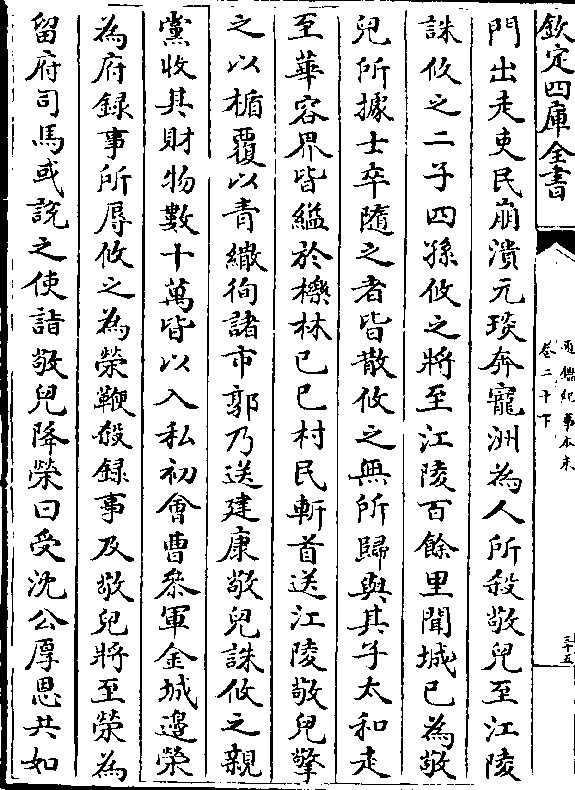 欽定四庫全書
通鑑紀事本末
卷二十下
三十五
門出走吏民崩潰元琰奔寵洲為人所殺敬兒至江陵
誅攸之二子四孫攸之將至江陵百餘里聞城已為敬
兒所據士卒隨之者皆散攸之無所歸與其子太和走
至華容界皆縊於櫟林己巳村民斬首送江陵敬兒擎
之以楯覆以青繖徇諸市郭乃送建康敬兒誅攸之親
黨收其財物數十萬皆以入私初倉曹參軍金城邊榮
為府録事所辱攸之為榮鞭殺録事及敬兒將至榮為
留府司馬或說之使詣敬兒降榮曰受沈公厚恩共如